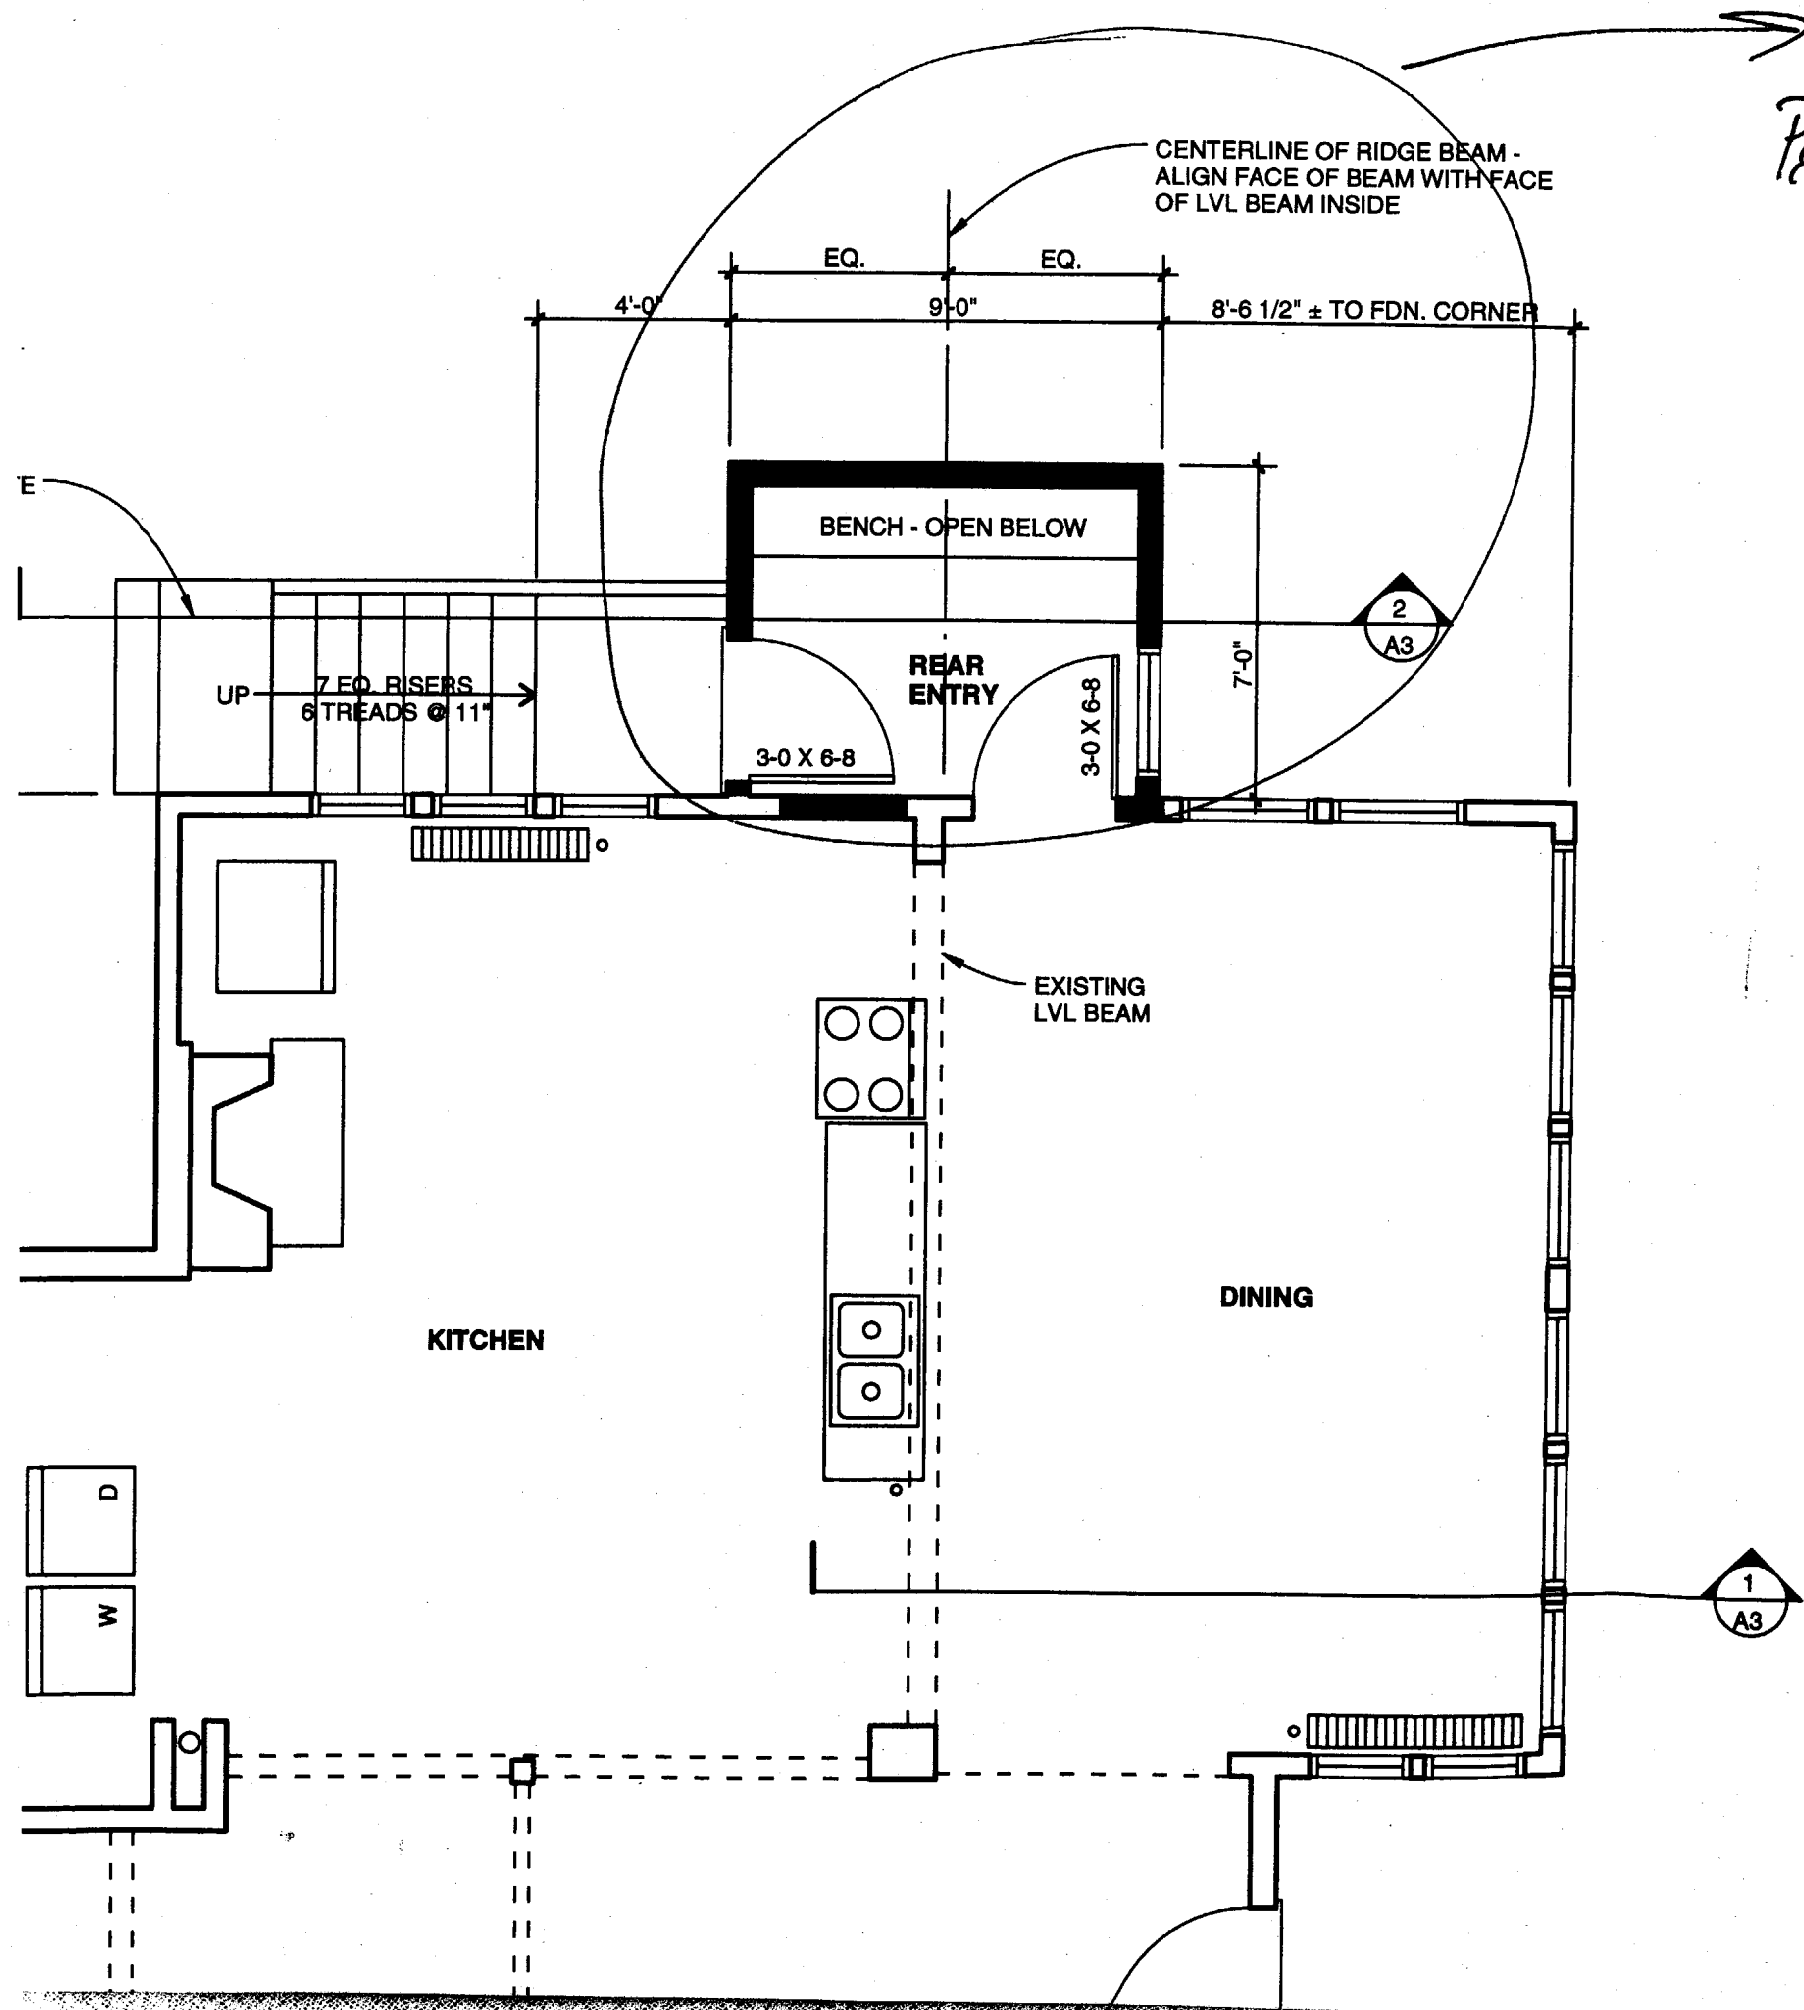 CENTERLINE OF RIDGE BEAM -
ALIGN FACE OF BEAM WITH FACE
OF LVL BEAM INSIDE
EQ.
EQ.
4'-0"
9'-0"
8'-6 1/2" ± TO FDN. CORNER
E
BENCH - OPEN BELOW
2
A3
7'-0"
REAR
ENTRY
UP
7 EQ. RISERS
6 TREADS @ 11"
3-0 X 6-8
3-0 X 6-8
EXISTING
LVL BEAM
DINING
KITCHEN
D
W
1
A3